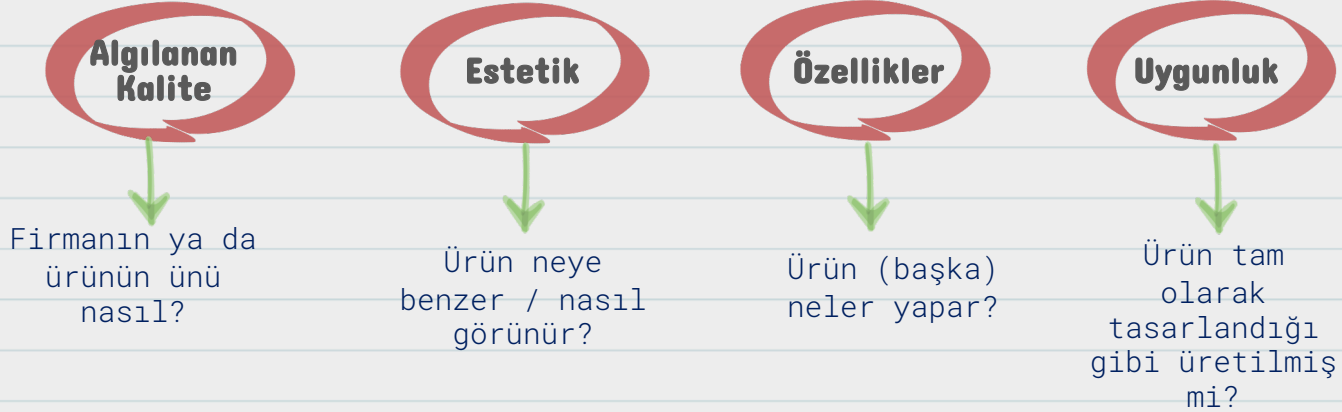 Algılanan
Kalite
Estetik
Özellikler
Uygunluk
Firmanın ya da
ürünün ünü
nasıl?
Ürün neye
benzer / nasıl
görünür?
Ürün (başka)
neler yapar?
Ürün tam
olarak
tasarlandığı
gibi üretilmiş
mi?